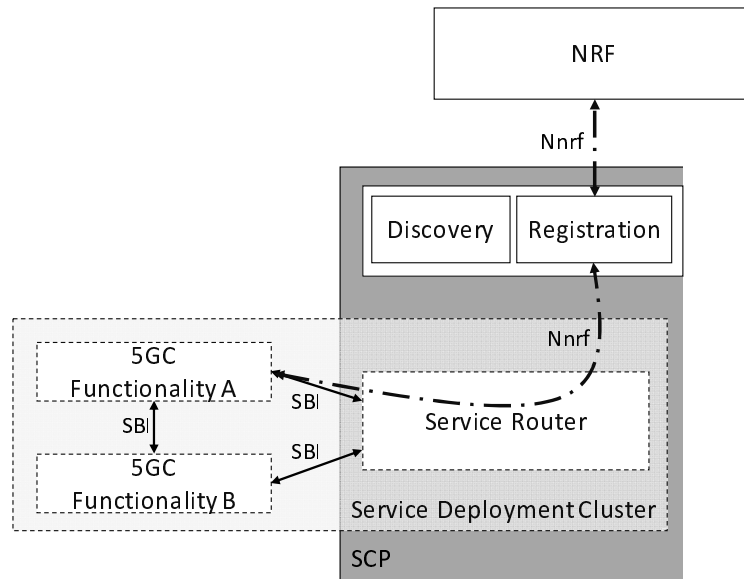 NRF
Nnrf
Discovery
Registration
Nnrf
5GC
Functionality A
SBI
Service Router
SBI
SBI
5GC
Functionality B
Service Deployment Cluster
SCP